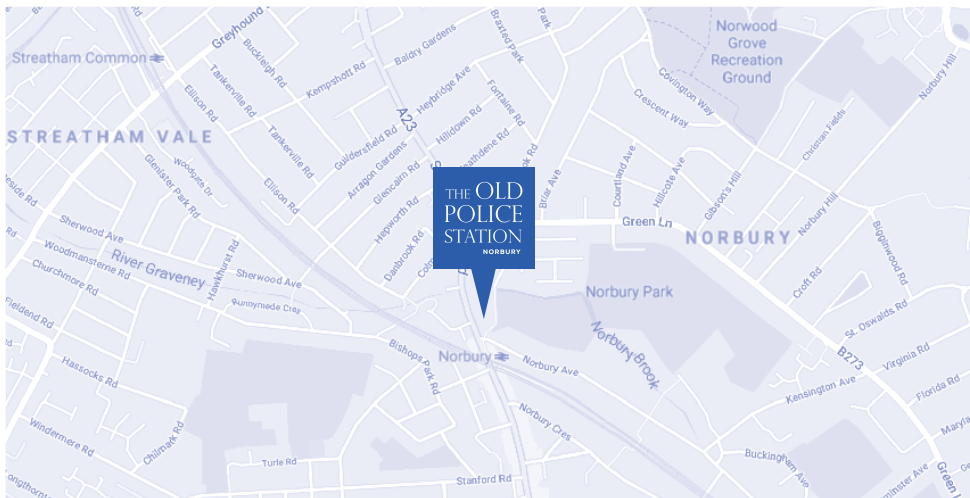 Greyhound
Park
Norwood
Grove
Recreation
Ground
Streatham Common
Buckleigh Rd
Baldry Gardens
Braxted Park
Norbury Hill
Tankerville Rd
Kempshott Rd
Covington Way
Ellison Rd
Heybridge Ave
Fontaine Rd
Crescent Way
A23
STREATHAM VALE
Guildersfield Rd
Hilldown Rd
Christian Fields
Tankerville Rd
Arragon Gardens
Glenister Park Rd
Woodgate Dr
Glencairn Rd
Courtland Ave
Hillcote Ave
Gibson's Hill
Ellison Rd
Briar Ave
THE OLD
POLICE
STATION
NORBURY
Hepworth Rd
Green Ln
Norbury Hill
NORBURY
Sherwood Ave
Danbrook Rd
Bigginwood Rd
Woodmansterne Rd
River Graveney
Hawkhurst Rd
Churchmore Rd
Sherwood Ave
Croft Rd
Norbury Park
Runnymede Cres
St. Oswalds Rd
Norbury Brook
Bishops Park Rd
Norbury
Norbury Ave
B273
Virginia Rd
Hassocks Rd
Kensington Ave
Florida Rd
Norbury Cres
Windermere Rd
Chilmark Rd
Turle Rd
Stanford Rd
Buckingham Ave
Green